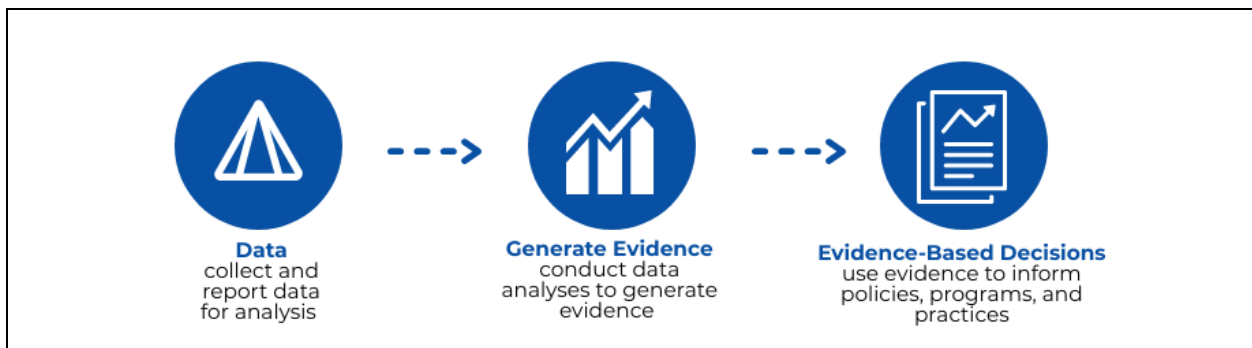 Data
collect and
report data
for analysis
Generate Evidence
conduct data
analyses to generate
evidence
Evidence-Based Decisions
use evidence to inform
policies, programs, and
practices